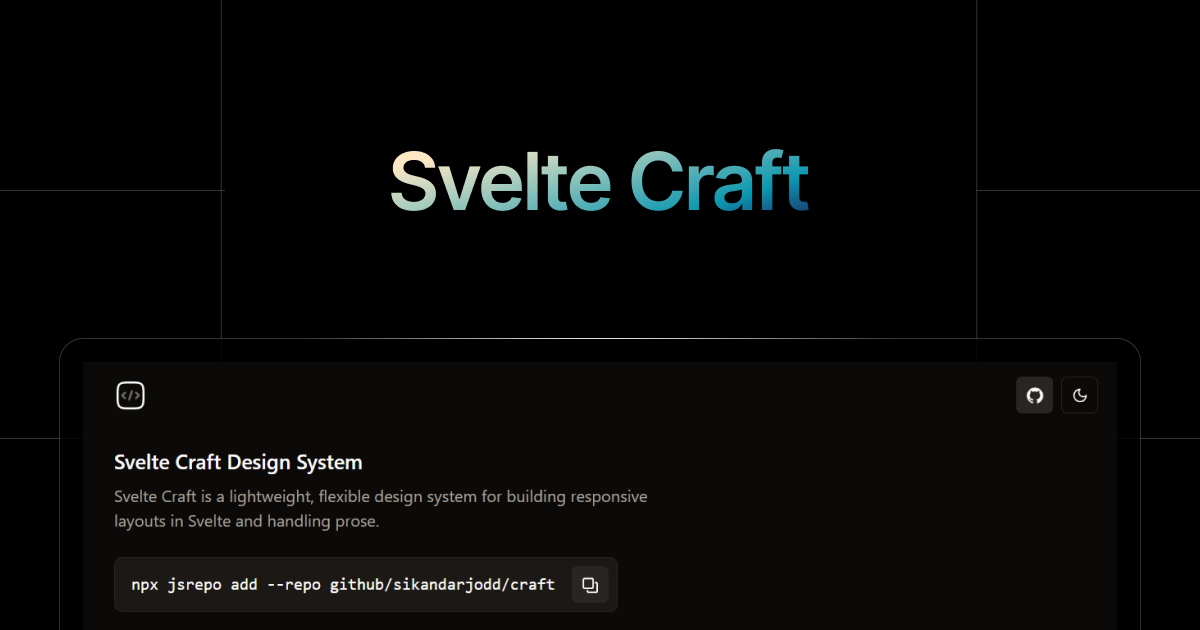 Svelte Craft
</>
Svelte Craft Design System
Svelte Craft is a lightweight, flexible design system for building responsive
layouts in Svelte and handling prose.
npx jsrepo add --repo github/sikandarjodd/craft